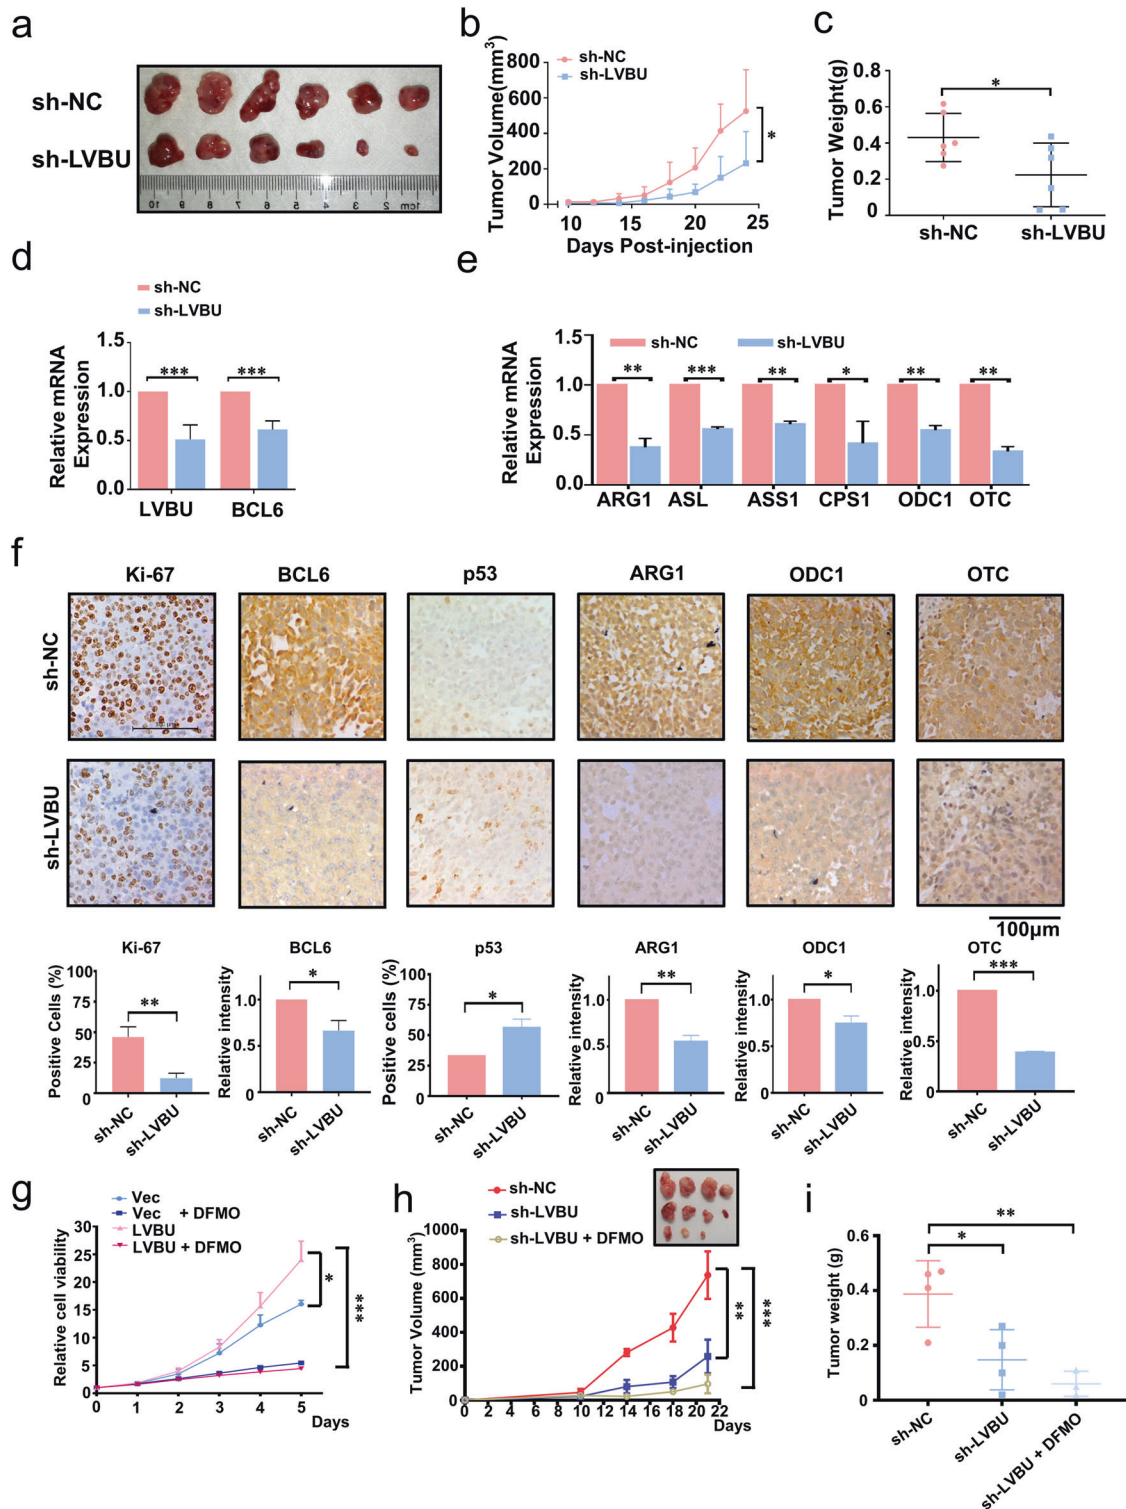 a
sh-NC
sh-LVBU
10 9 8 7 6 5 4 3 2 1cm
b
Tumor Volume(mm³)
sh-NC
sh-LVBU
800
600
400
200
0
*
10 15 20 25
Days Post-injection
c
Tumor Weight(g)
0.8
0.6
0.4
0.2
0
*
sh-NC sh-LVBU
d
sh-NC
sh-LVBU
Relative mRNA
Expression
1.5
1.0
0.5
0.0
*** ***
LVBU BCL6
e
sh-NC sh-LVBU
Relative mRNA
Expression
1.5
1.0
0.5
0.0
** *** ** * ** **
ARG1 ASL ASS1 CPS1 ODC1 OTC
f
Ki-67 BCL6 p53 ARG1 ODC1 OTC
sh-NC
sh-LVBU
100μm
Ki-67
Positive Cells (%)
100
75
50
25
0
**
sh-NC
sh-LVBU
BCL6
Relative intensity
1.0
0.5
0
*
sh-NC
sh-LVBU
p53
Positive cells (%)
100
75
50
25
0
*
sh-NC
sh-LVBU
ARG1
Relative intensity
1.0
0.5
0
**
sh-NC
sh-LVBU
ODC1
Relative intensity
1.0
0.5
0
*
sh-NC
sh-LVBU
OTC
Relative intensity
1.0
0.5
0
***
sh-NC
sh-LVBU
g
Vec
Vec + DFMO
LVBU
LVBU + DFMO
Relative cell viability
30
25
20
15
10
5
0
*
***
0 1 2 3 4 5
Days
h
sh-NC
sh-LVBU
sh-LVBU + DFMO
Tumor Volume (mm³)
1000
800
600
400
200
0
**
***
0 2 4 6 8 10 12 14 16 18 20 22
Days
i
Tumor weight (g)
0.6
0.4
0.2
0.0
**
*
sh-NC
sh-LVBU
sh-LVBU + DFMO